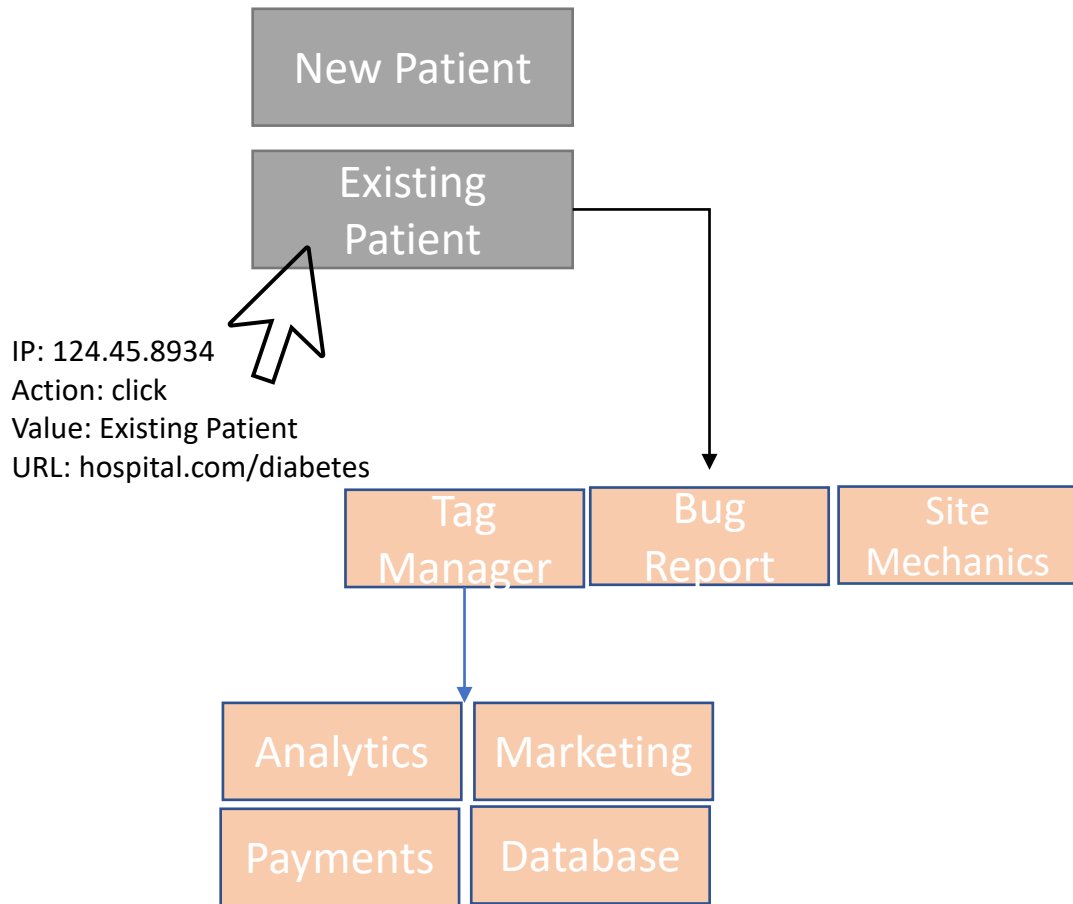 New Patient
Existing
Patient
IP: 124.45.8934
Action: click
Value: Existing Patient
URL: hospital.com/diabetes
Tag
Manager
Bug
Report
Site
Mechanics
Analytics
Marketing
Payments
Database